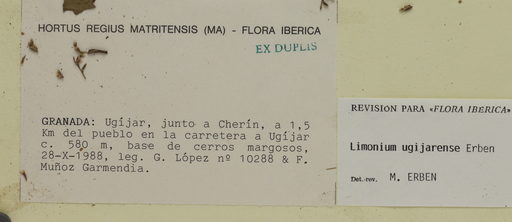 HORTUS REGIUS MATRITENSIS (MA) - FLORA IBERICA
EX DUPLIS
GRANADA: Ugíjar, junto a Cherín, a 1,5
Km del pueblo en la carretera a Ugíjar
c. 580 m, base de cerros margosos,
28-X-1988, leg. G. López nº 10288 & F.
Muñoz Garmendia.
REVISION PARA «FLORA IBERICA»
Limonium ugijarense Erben
Det.rev. M. ERBEN